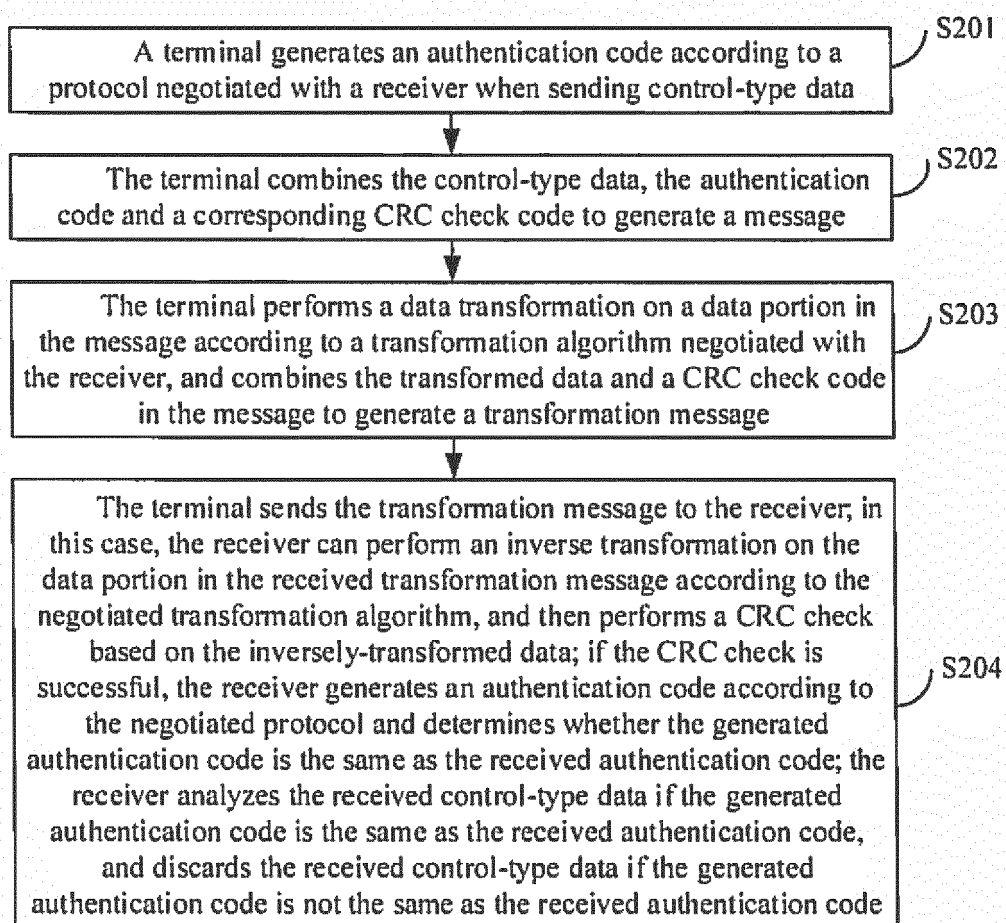 A terminal generates an authentication code according to a
protocol negotiated with a receiver when sending control-type data
S201
The terminal combines the control-type data, the authentication
code and a corresponding CRC check code to generate a message
S202
The terminal performs a data transformation on a data portion in
the message according to a transformation algorithm negotiated with
the receiver, and combines the transformed data and a CRC check code
in the message to generate a transformation message
S203
The terminal sends the transformation message to the receiver; in
this case, the receiver can perform an inverse transformation on the
data portion in the received transformation message according to the
negotiated transformation algorithm, and then performs a CRC check
based on the inversely-transformed data; if the CRC check is
successful, the receiver generates an authentication code according to
the negotiated protocol and determines whether the generated
authentication code is the same as the received authentication code; the
receiver analyzes the received control-type data if the generated
authentication code is the same as the received authentication code,
and discards the received control-type data if the generated
authentication code is not the same as the received authentication code
S204